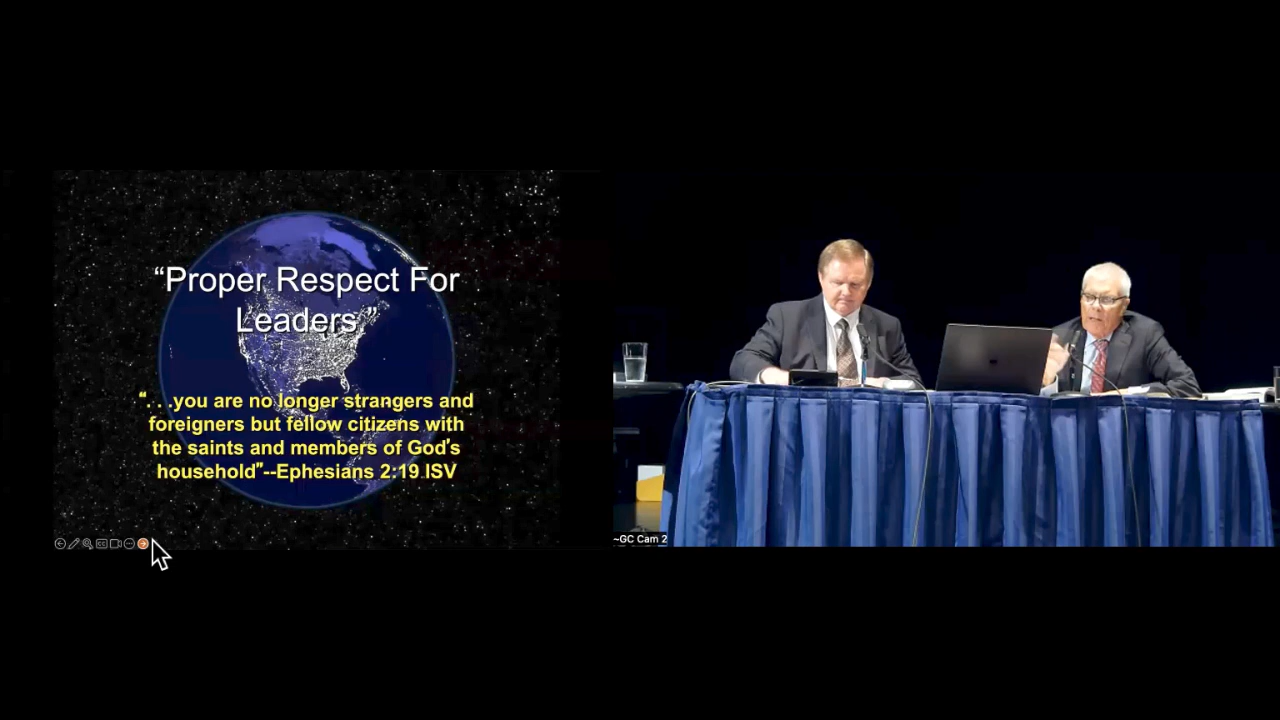 “Proper Respect For
Leaders.”
“. . .you are no longer strangers and
foreigners but fellow citizens with
the saints and members of God's
household”--Ephesians 2:19 ISV
~GC Cam 2